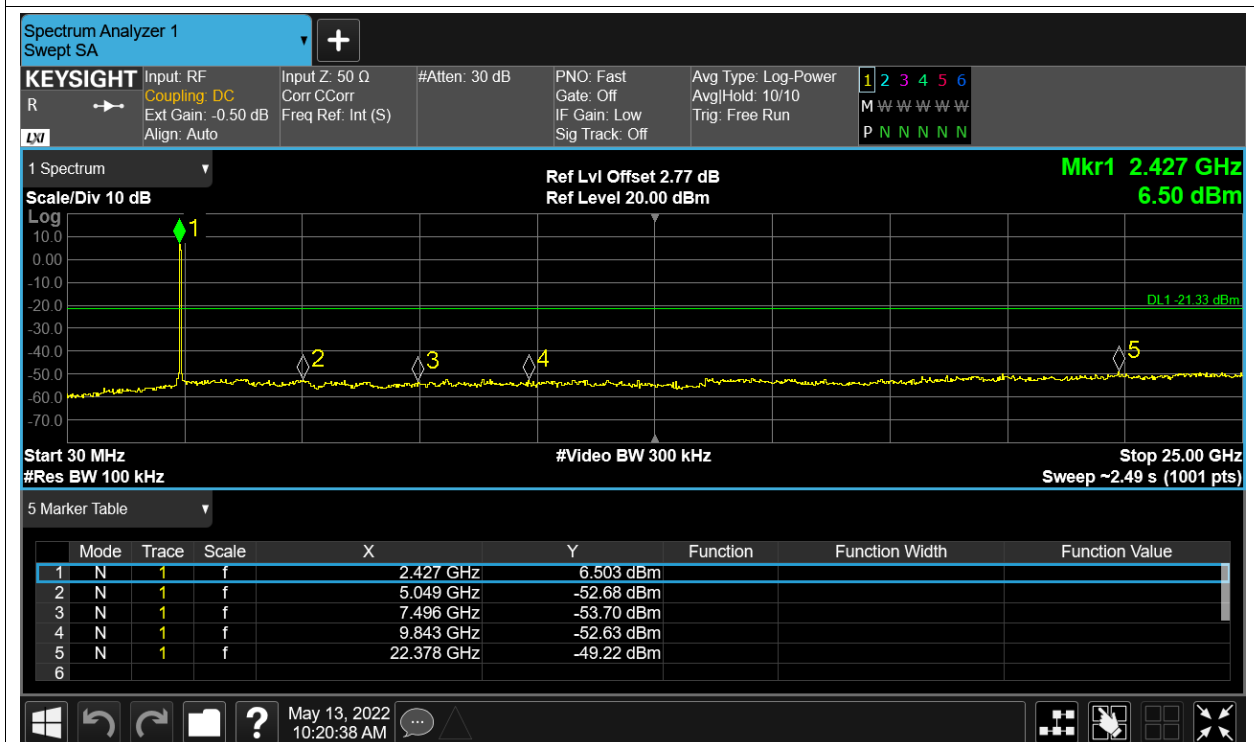 Spectrum Analyzer 1
Swept SA
+
KEYSIGHT Input: RF Input Z: 50 Ω #Atten: 30 dB PNO: Fast Avg Type: Log-Power 1 2 3 4 5 6
R Coupling: DC Corr CCorr Gate: Off Avg|Hold: 10/10 M W W W W W
Ext Gain: -0.50 dB Freq Ref: Int (S) IF Gain: Low Trig: Free Run
LXI Align: Auto Sig Track: Off P N N N N N N
1 Spectrum Ref Lvl Offset 2.77 dB Mkr1 2.427 GHz
Scale/Div 10 dB Ref Level 20.00 dBm 6.50 dBm
Log
1
10.0
0.00
-10.0
-20.0 DL1 -21.33 dBm
-30.0
-40.0
2 3 4 5
-50.0
-60.0
-70.0
Start 30 MHz #Video BW 300 kHz Stop 25.00 GHz
#Res BW 100 kHz Sweep ~2.49 s (1001 pts)
5 Marker Table
Mode Trace Scale X Y Function Function Width Function Value
1 N 1 f 2.427 GHz 6.503 dBm
2 N 1 f 5.049 GHz -52.68 dBm
3 N 1 f 7.496 GHz -53.70 dBm
4 N 1 f 9.843 GHz -52.63 dBm
5 N 1 f 22.378 GHz -49.22 dBm
6
? May 13, 2022
10:20:38 AM